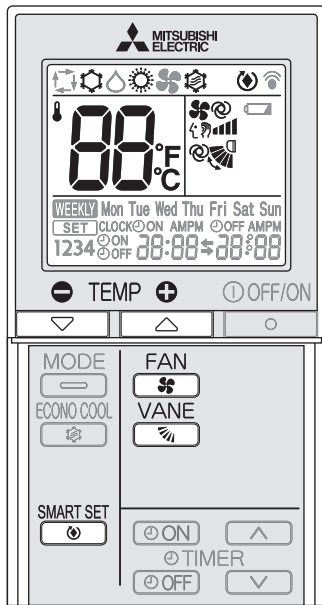 MITSUBISHI
ELECTRIC
88°F
°C
WEEKLY Mon Tue Wed Thu Fri Sat Sun
SET CLOCK ON AMPM OFF AMPM
1234 ON OFF 88:88 88:88
TEMP OFF/ON
MODE FAN
ECONO COOL VANE
SMART SET
ON
TIMER
OFF